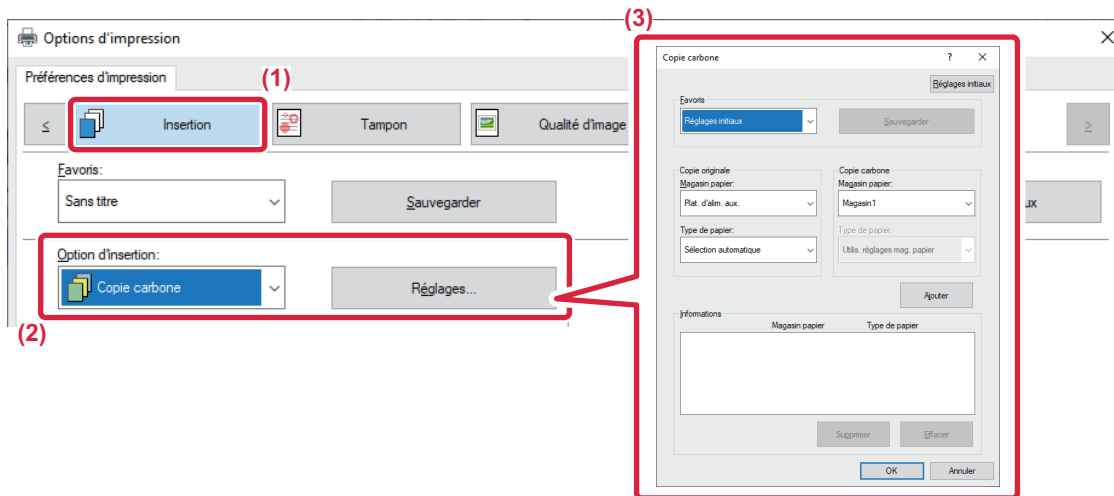 (3)
Options d’impression
Préférences d'impression
(1)
<
Insertion
Tampon
Qualité d'image
>
Favoris:
Sans titre
Sauvegarder
ux
Option d'insertion:
Copie carbone
Réglages...
(2)
Copie carbone
?
Réglages initiaux
Favoris
Réglages initiaux
Sauvegarder
Copie originale
Magasin papier:
Plat. d'alim. aux.
Type de papier:
Sélection automatique
Copie carbone
Magasin papier:
Magasin1
Type de papier:
Utilis. réglages mag. papier
Ajouter
Informations
Magasin papier Type de papier
Supprimer
Effacer
OK
Annuler